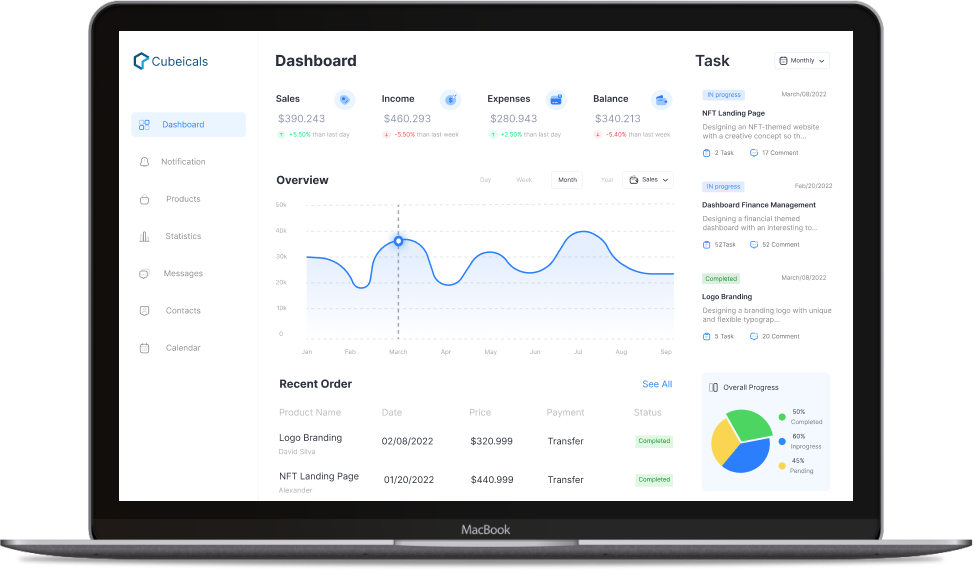 Cubeicals
Dashboard
Notification
Products
Statistics
Messages
Contacts
Calendar
Dashboard
Sales
$390.243
+5.50% than last day
Income
$460.293
-5.50% than last week
Expenses
$280.943
+2.50% than last day
Balance
$340.213
-5.40% than last week
Overview
Day Week Month Year Sales
50k
40k
30k
20k
10k
0
Jan Feb March Apr May Jun Jul Aug Sep
Recent Order See All
Product Name Date Price Payment Status
Logo Branding 02/08/2022 $320.999 Transfer Completed
David Silva
NFT Landing Page 01/20/2022 $440.999 Transfer Completed
Alexander
Task Monthly
IN progress March/08/2022
NFT Landing Page
Designing an NFT-themed website
with a creative concept so th...
2 Task 17 Comment
IN progress Feb/20/2022
Dashboard Finance Management
Designing a financial themed
dashboard with an Interesting to...
52Task 52 Comment
Completed March/08/2022
Logo Branding
Designing a branding logo with unique
and flexible typograp...
5 Task 20 Comment
Overall Progress
50%
Completed
60%
Inprogress
45%
Pending
MacBook